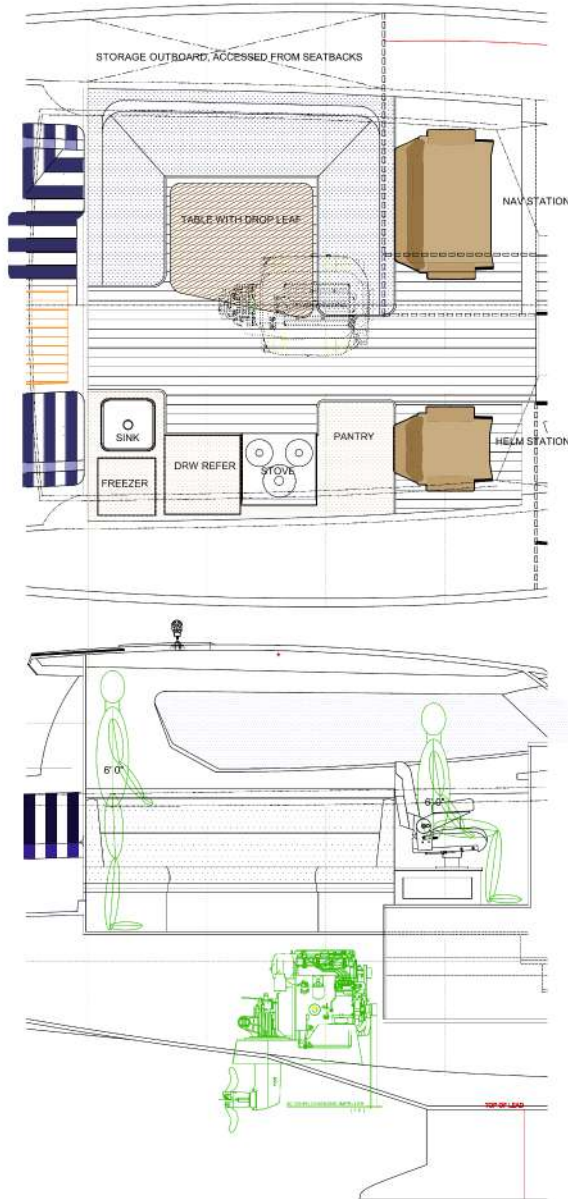 STORAGE OUTBOARD, ACCESSED FROM SEATBACKS
NAV STATION
TABLE WITH DROP LEAF
SINK
PANTRY
HELM STATION
DRW REFER
STOVE
FREEZER
6' 0"
6' 0"
TOP OF LEAD